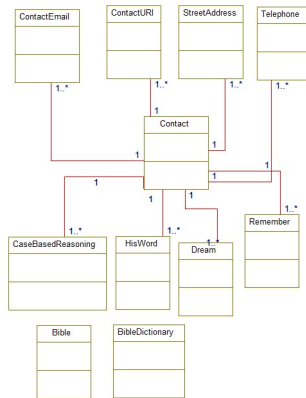 ContactEmail
ContactURI
StreetAddress
Telephone
1..*
1..*
1..*
1..*
1
Contact
1
1
1
1
1
1
1
1..*
1..*
1..*
1..*
CaseBasedReasoning
HisWord
Dream
Remember
Bible
BibleDictionary